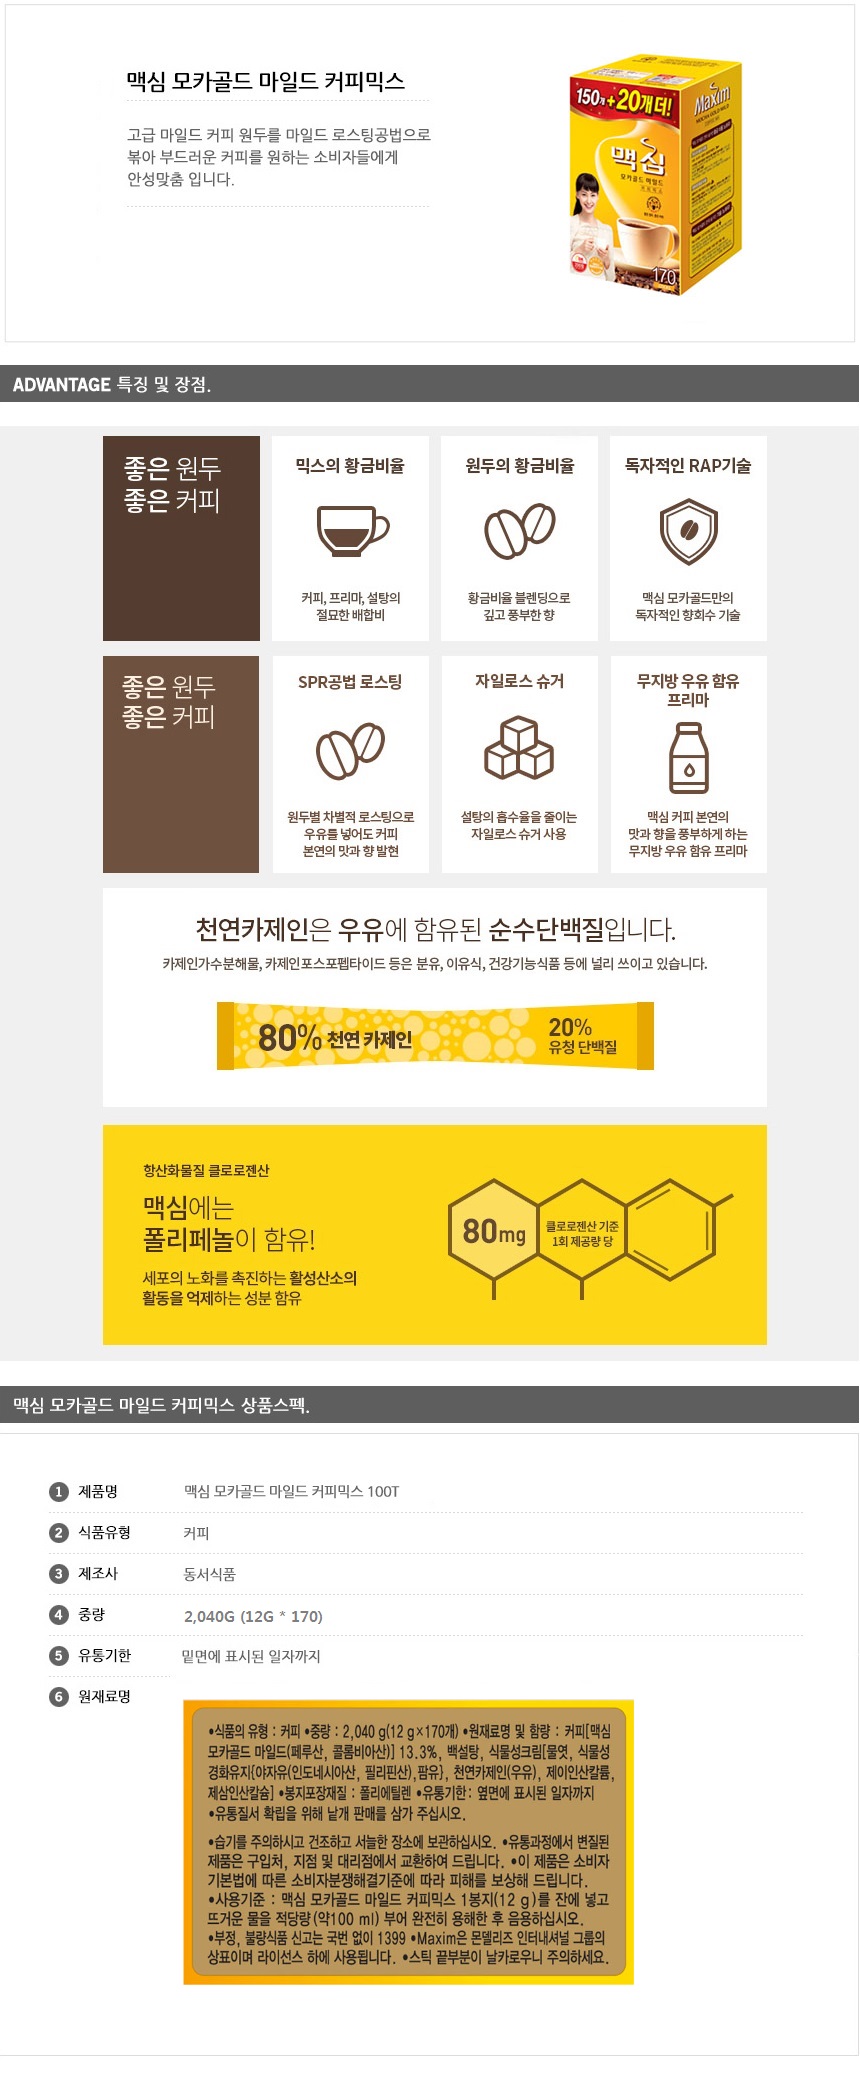 맥심 모카골드 마일드 커피믹스
고급 마일드 커피 원두를 마일드 로스팅공법으로
볶아 부드러운 커피를 원하는 소비자들에게
안성맞춤 입니다.
150개+20개 더!
Maxim
MOCHA GOLD MILD
맥심
모카골드 마일드
커피믹스
170
ADVANTAGE 특징 및 장점.
좋은 원두
좋은 커피
믹스의 황금비율
커피, 프리마, 설탕의
절묘한 배합비
원두의 황금비율
황금비율 블렌딩으로
깊고 풍부한 향
독자적인 RAP기술
맥심 모카골드만의
독자적인 향회수 기술
좋은 원두
좋은 커피
SPR공법 로스팅
원두별 차별적 로스팅으로
우유를 넣어도 커피
본연의 맛과 향 발현
자일로스 슈거
설탕의 흡수율을 줄이는
자일로스 슈거 사용
무지방 우유 함유
프리마
맥심 커피 본연의
맛과 향을 풍부하게 하는
무지방 우유 함유 프리마
천연카제인은 우유에 함유된 순수단백질입니다.
카제인가수분해물, 카제인포스포펩타이드 등은 분유, 이유식, 건강기능식품 등에 널리 쓰이고 있습니다.
80% 천연 카제인
20%
유청 단백질
항산화물질 클로로젠산
맥심에는
폴리페놀이 함유!
세포의 노화를 촉진하는 활성산소의
활동을 억제하는 성분 함유
80mg
클로로젠산 기준
1회 제공량 당
맥심 모카골드 마일드 커피믹스 상품스펙.
1 제품명 맥심 모카골드 마일드 커피믹스 100T
2 식품유형 커피
3 제조사 동서식품
4 중량 2,040G (12G * 170)
5 유통기한 밑면에 표시된 일자까지
6 원재료명
•식품의 유형 : 커피 •중량 : 2,040 g(12 g×170개) •원재료명 및 함량 : 커피[맥심
모카골드 마일드(페루산, 콜롬비아산)] 13.3%, 백설탕, 식물성크림[물엿, 식물성
경화유지{야자유(인도네시아산, 필리핀산),팜유}, 천연카제인(우유), 제이인산칼륨,
제삼인산칼슘] •봉지포장재질 : 폴리에틸렌 •유통기한 : 옆면에 표시된 일자까지
•유통질서 확립을 위해 낱개 판매를 삼가 주십시오.
•습기를 주의하시고 건조하고 서늘한 장소에 보관하십시오. •유통과정에서 변질된
제품은 구입처, 지점 및 대리점에서 교환하여 드립니다. •이 제품은 소비자
기본법에 따른 소비자분쟁해결기준에 따라 피해를 보상해 드립니다.
•사용기준 : 맥심 모카골드 마일드 커피믹스 1봉지(12 g)를 잔에 넣고
뜨거운 물을 적당량(약100 ml) 부어 완전히 용해한 후 음용하십시오.
•부정, 불량식품 신고는 국번 없이 1399 •Maxim은 몬델리즈 인터내셔널 그룹의
상표이며 라이선스 하에 사용됩니다. •스틱 끝부분이 날카로우니 주의하세요.